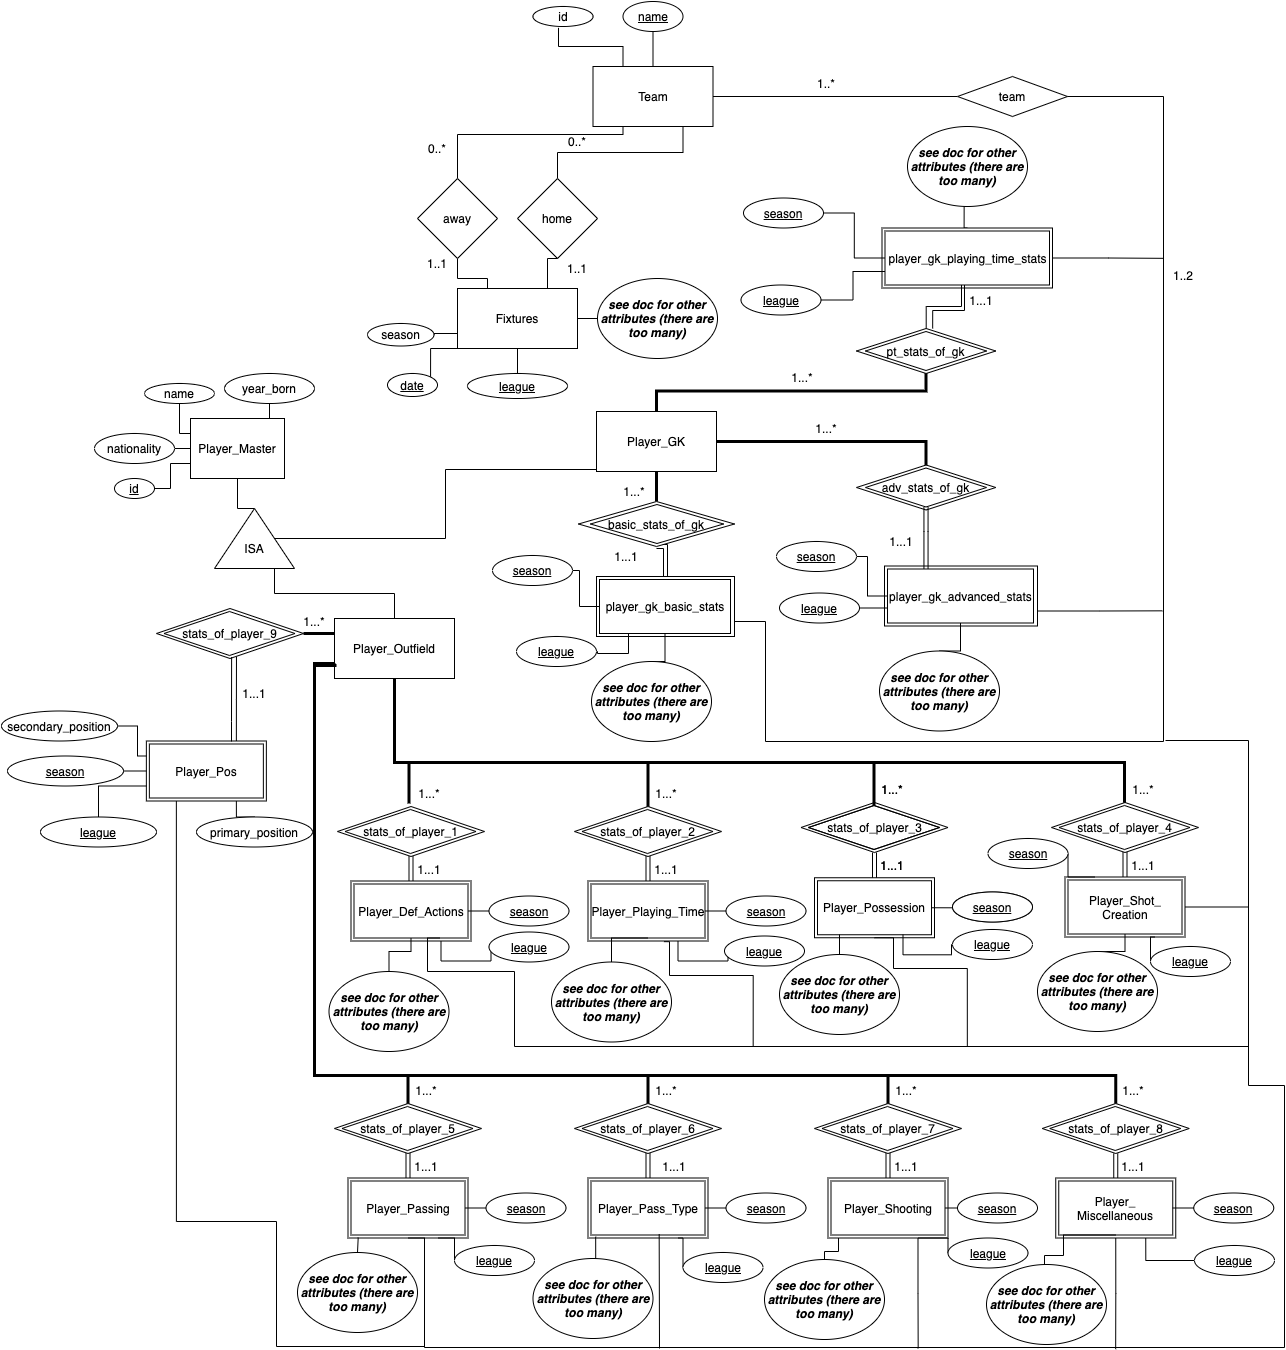 id
name
Team
1..*
team
0..*
0..*
see doc for other
attributes (there are
too many)
away
home
season
player_gk_playing_time_stats
1..1
1..1
1..2
league
1...1
see doc for other
attributes (there are
too many)
Fixtures
season
pt_stats_of_gk
date
league
1...*
name
year_born
nationality
Player_Master
id
Player_GK
1...*
1...*
adv_stats_of_gk
basic_stats_of_gk
ISA
1...1
1...1
season
season
player_gk_basic_stats
player_gk_advanced_stats
league
league
see doc for other
attributes (there are
too many)
see doc for other
attributes (there are
too many)
stats_of_player_9
1...*
Player_Outfield
1...1
secondary_position
season
Player_Pos
league
primary_position
1...*
1...*
1...*
1...*
stats_of_player_1
stats_of_player_2
stats_of_player_3
stats_of_player_4
1...1
1...1
1...1
1...1
season
Player_Def_Actions
season
Player_Playing_Time
season
Player_Possession
season
Player_Shot_
Creation
league
league
league
league
see doc for other
attributes (there are
too many)
see doc for other
attributes (there are
too many)
see doc for other
attributes (there are
too many)
see doc for other
attributes (there are
too many)
1...*
1...*
1...*
1...*
stats_of_player_5
stats_of_player_6
stats_of_player_7
stats_of_player_8
1...1
1...1
1...1
1...1
Player_Passing
season
Player_Pass_Type
season
Player_Shooting
season
Player_
Miscellaneous
season
league
league
league
league
see doc for other
attributes (there are
too many)
see doc for other
attributes (there are
too many)
see doc for other
attributes (there are
too many)
see doc for other
attributes (there are
too many)